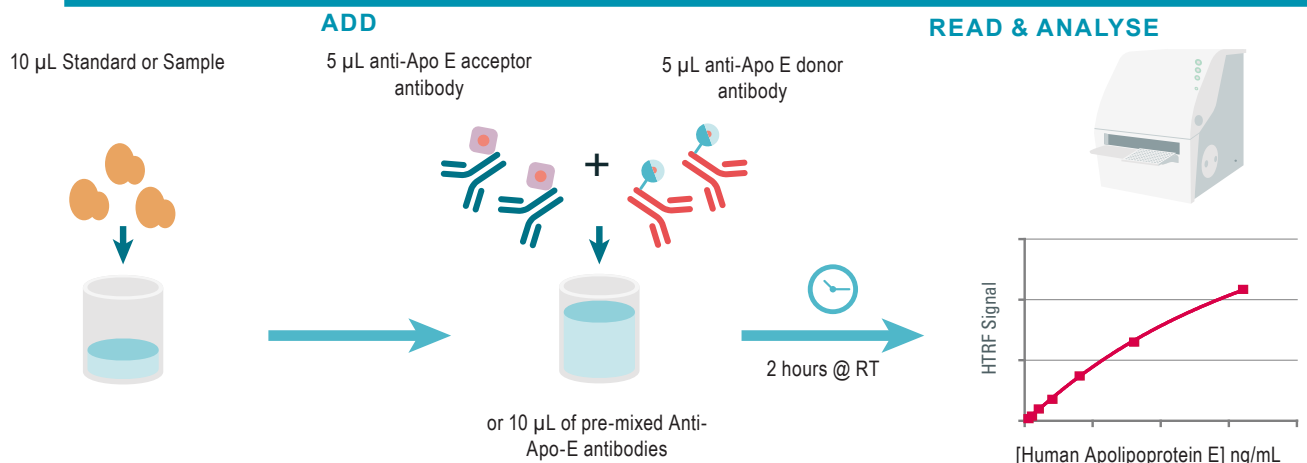 ADD
READ & ANALYSE
10 µL Standard or Sample
5 µL anti-Apo E acceptor
antibody
5 µL anti-Apo E donor
antibody
+
2 hours @ RT
or 10 µL of pre-mixed Anti-
Apo-E antibodies
HTRF Signal
[Human Apolipoprotein E] ng/mL